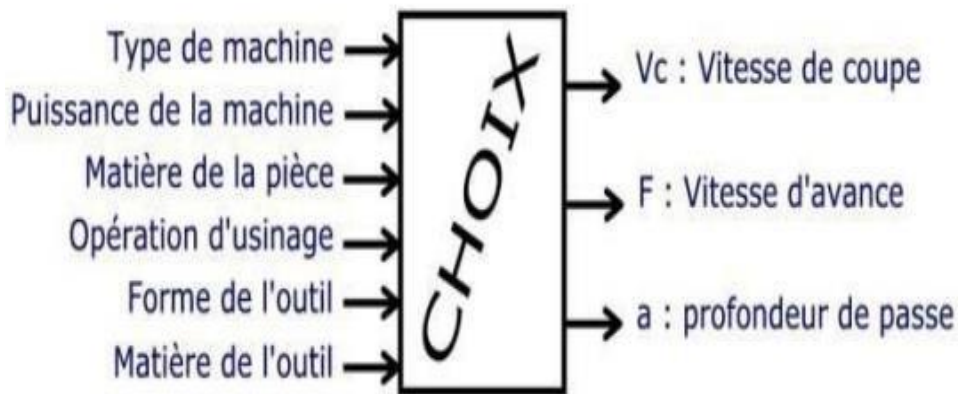 Type de machine
Puissance de la machine
Matière de la pièce
Opération d'usinage
Forme de l'outil
Matière de l'outil
CHOIX
Vc : Vitesse de coupe
F : Vitesse d'avance
a : profondeur de passe